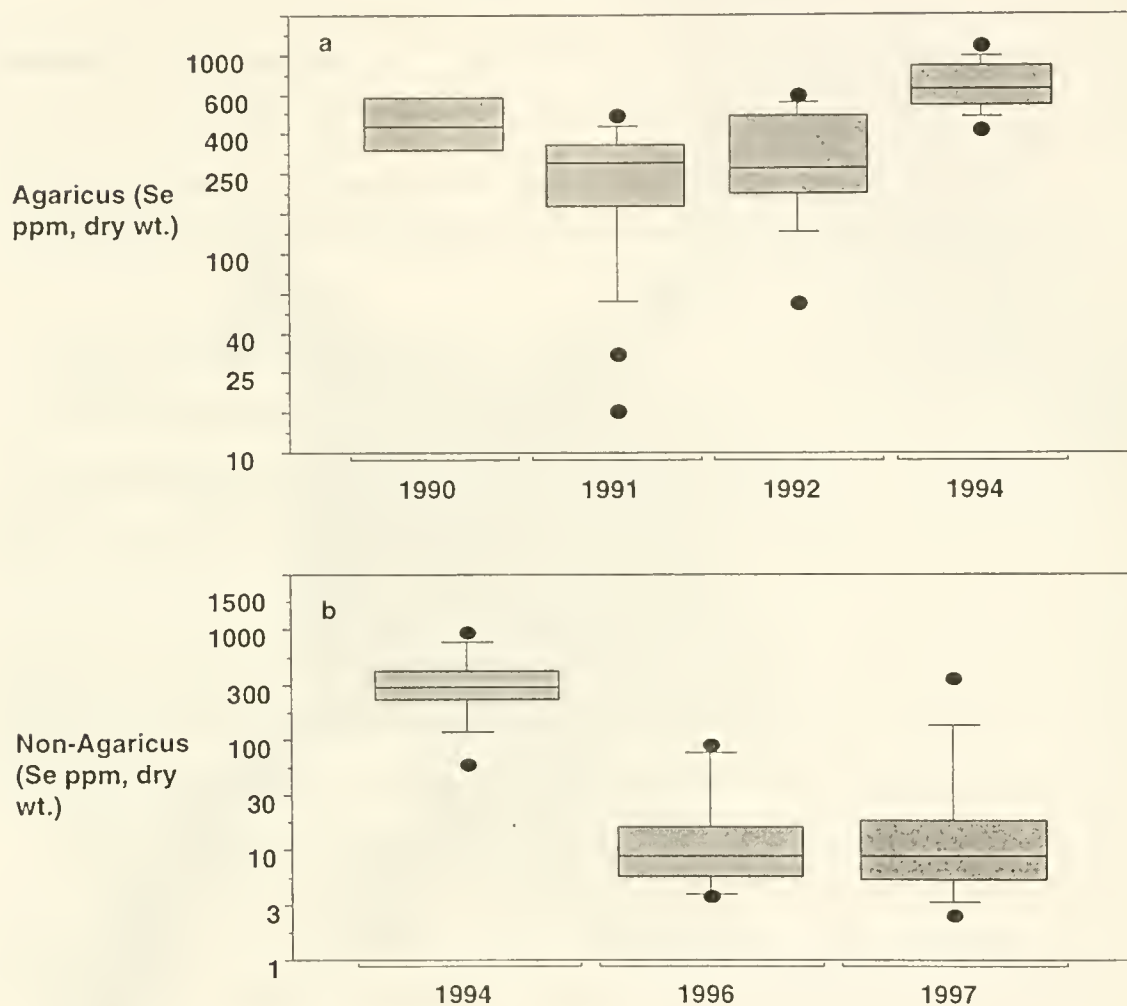 a
1000
600
400
250
100
40
25
10
Agaricus (Se
ppm, dry wt.)
1990 1991 1992 1994
b
1500
1000
300
100
30
10
3
1
Non-Agaricus
(Se ppm, dry
wt.)
1994 1996 1997